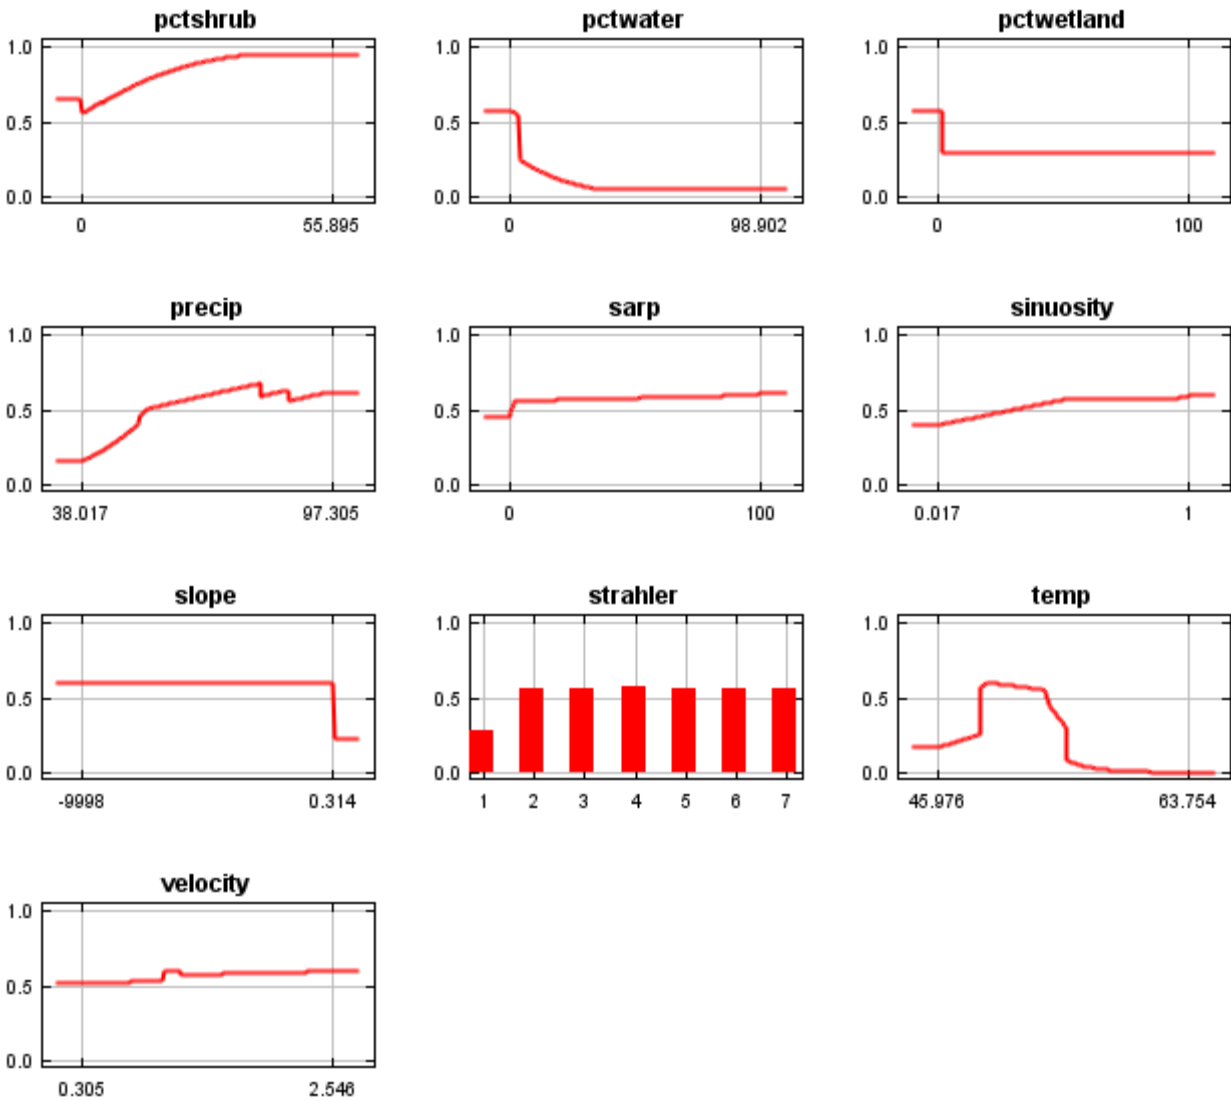 pctshrub pctwater pctwetland
1.0 1.0 1.0
0.5 0.5 0.5
0.0 0.0 0.0
0 55.895 0 98.902 0 100
precip sarp sinuosity
1.0 1.0 1.0
0.5 0.5 0.5
0.0 0.0 0.0
38.017 97.305 0 100 0.017 1
slope strahler temp
1.0 1.0 1.0
0.5 0.5 0.5
0.0 0.0 0.0
-9998 0.314 1 2 3 4 5 6 7 45.976 63.754
velocity
1.0
0.5
0.0
0.305 2.546